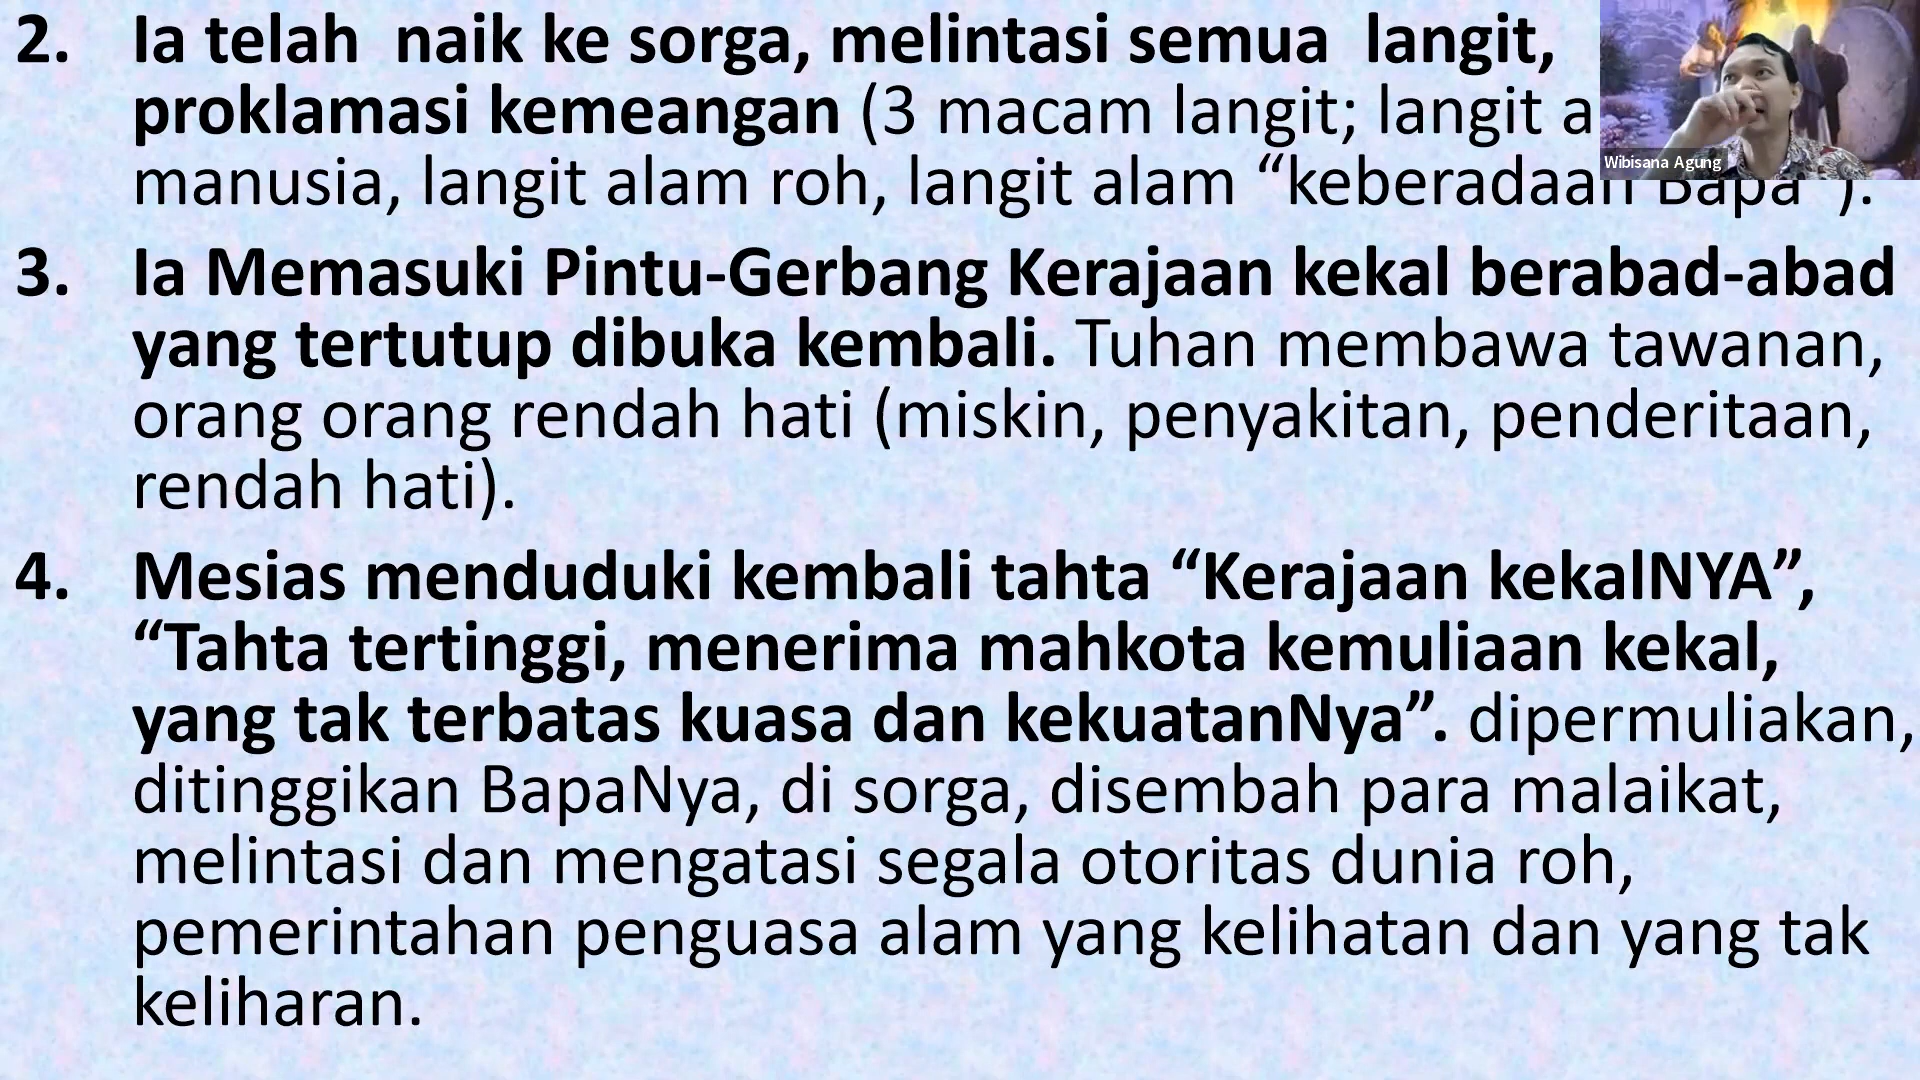 2. Ia telah  naik ke sorga, melintasi semua  langit,
proklamasi kemeangan (3 macam langit; langit a
manusia, langit alam roh, langit alam “keberadaan Bapa” ).
3. Ia Memasuki Pintu-Gerbang Kerajaan kekal berabad-abad
yang tertutup dibuka kembali. Tuhan membawa tawanan,
orang orang rendah hati (miskin, penyakitan, penderitaan,
rendah hati).
4. Mesias menduduki kembali tahta “Kerajaan kekalNYA”,
“Tahta tertinggi, menerima mahkota kemuliaan kekal,
yang tak terbatas kuasa dan kekuatanNya”. dipermuliakan,
ditinggikan BapaNya, di sorga, disembah para malaikat,
melintasi dan mengatasi segala otoritas dunia roh,
pemerintahan penguasa alam yang kelihatan dan yang tak
keliharan.
Wibisana Agung